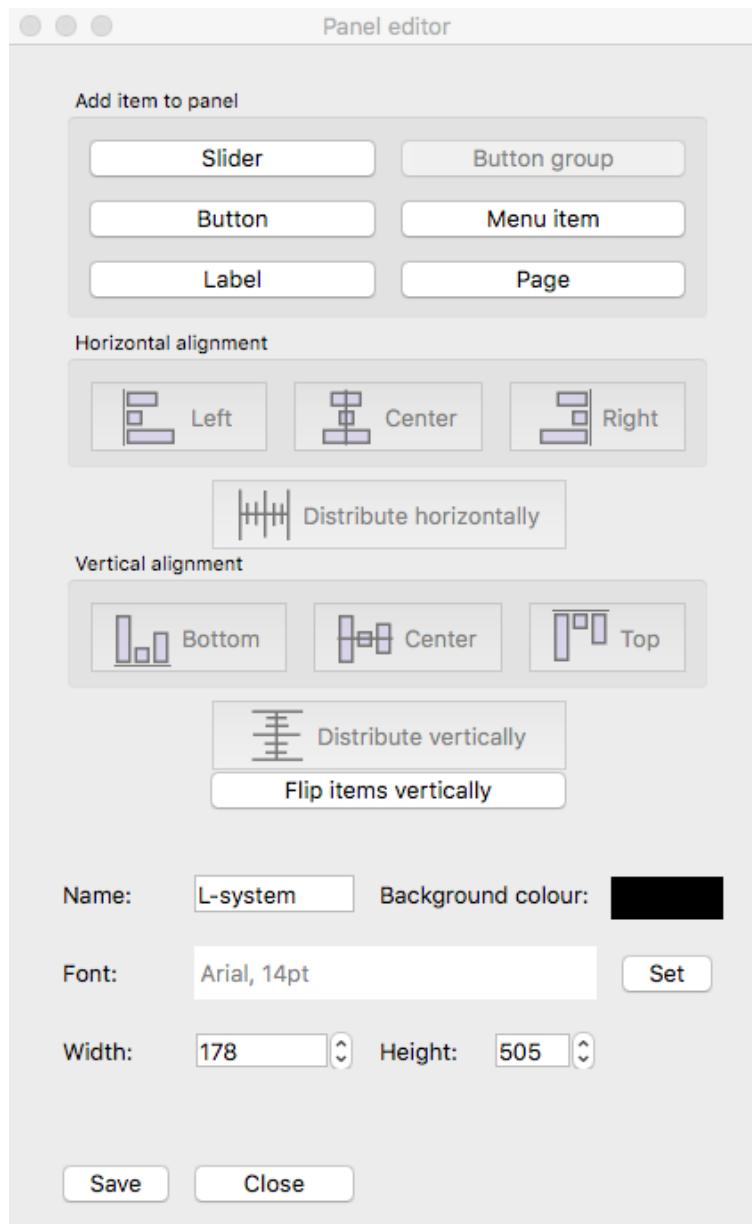 Panel editor
Add item to panel
Slider Button group
Button Menu item
Label Page
Horizontal alignment
Left Center Right
Distribute horizontally
Vertical alignment
Bottom Center Top
Distribute vertically
Flip items vertically
Name: L-system Background colour:
Font: Arial, 14pt Set
Width: 178 Height: 505
Save Close